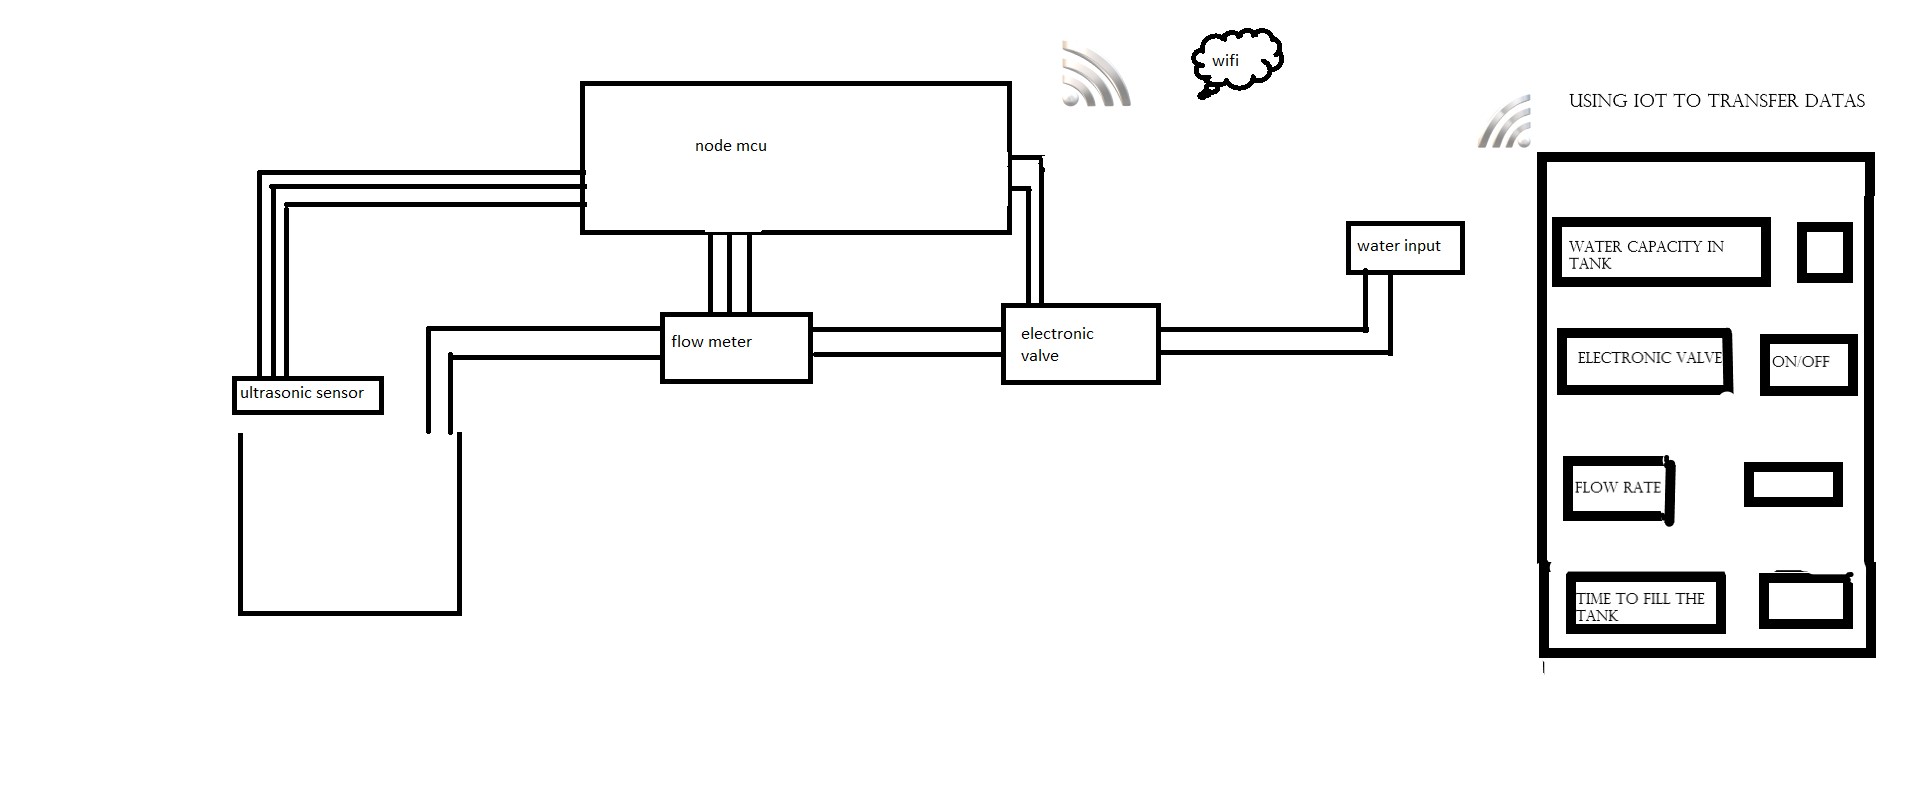 wifi
USING IOT TO TRANSFER DATAS
node mcu
water input
WATER CAPACITY IN
TANK
flow meter
electronic
valve
ELECTRONIC VALVE
ON/OFF
ultrasonic sensor
FLOW RATE
TIME TO FILL THE
TANK